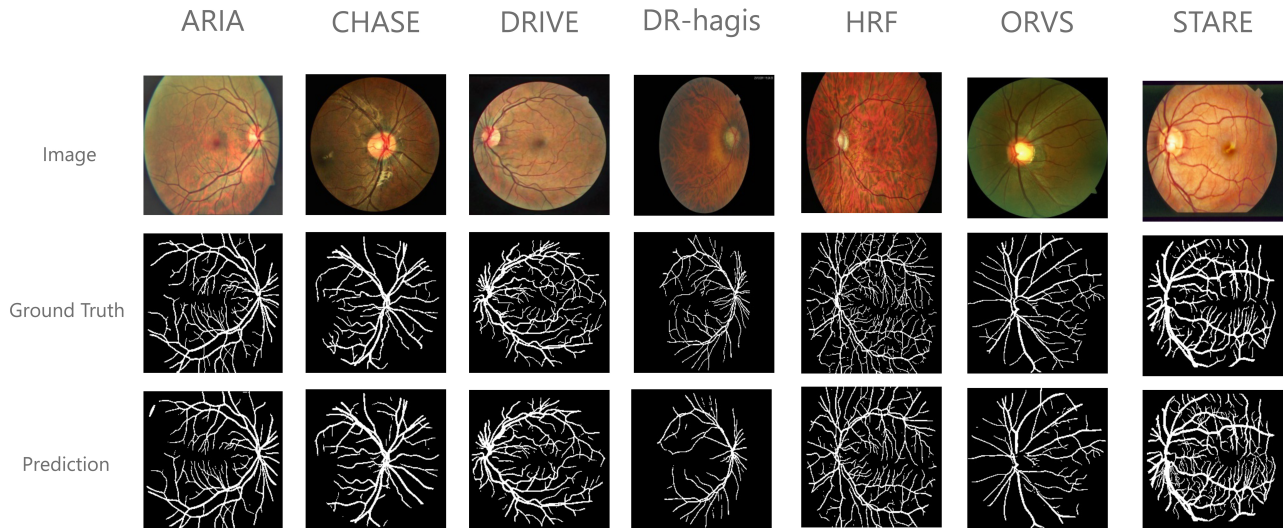 ARIA CHASE DRIVE DR-hagis HRF ORVS STARE
Image
Ground Truth
Prediction